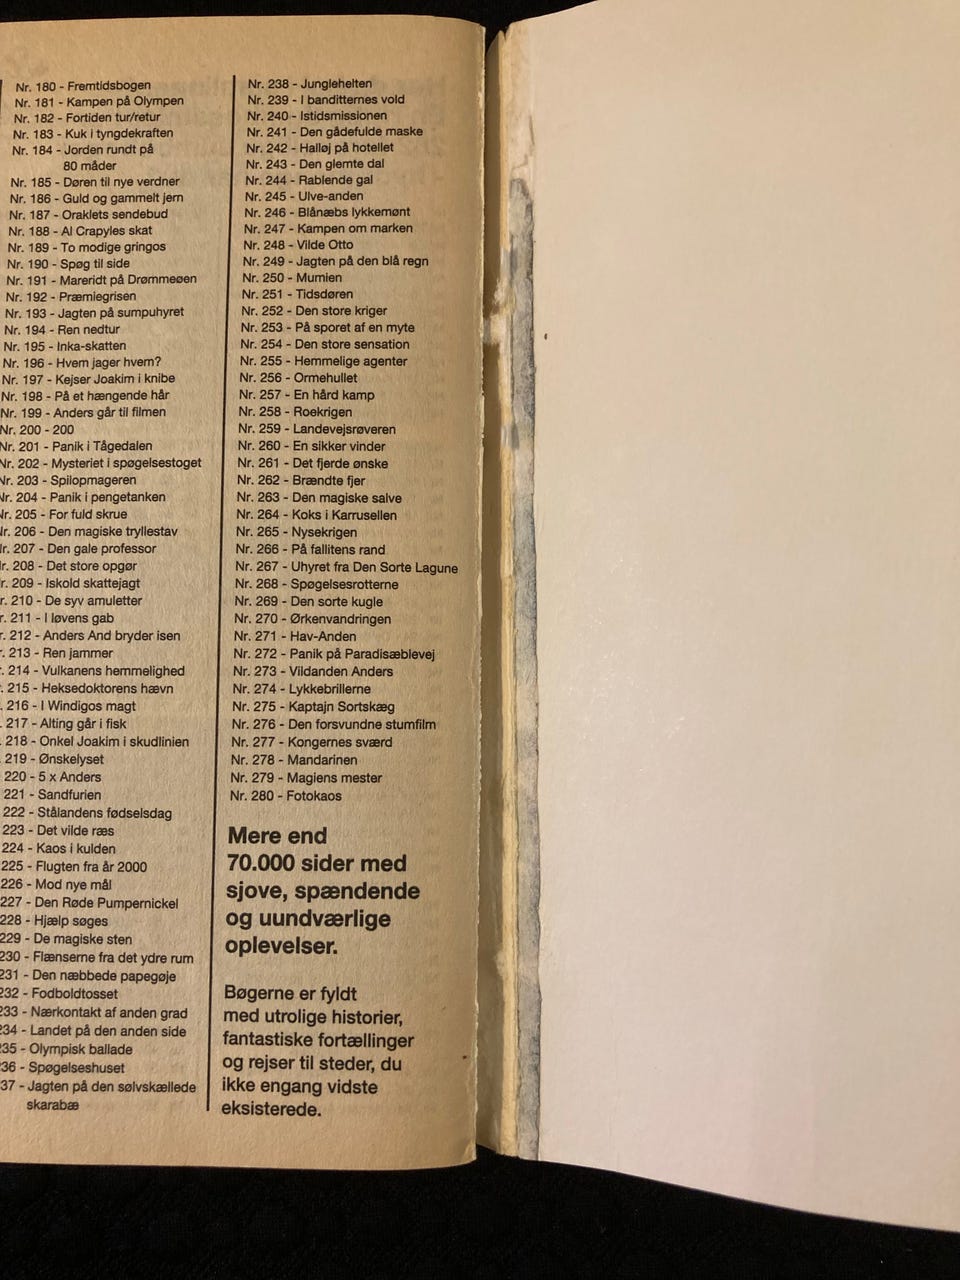 Nr. 180 - Fremtidsbogen
Nr. 181 - Kampen på Olympen
Nr. 182 - Fortiden tur/retur
Nr. 183 - Kuk i tyngdekraften
Nr. 184 - Jorden rundt på
80 måder
Nr. 185 - Døren til nye verdner
Nr. 186 - Guld og gammelt jern
Nr. 187 - Oraklets sendebud
Nr. 188 - Al Crapyles skat
Nr. 189 - To modige gringos
Nr. 190 - Spøg til side
Nr. 191 - Mareridt på Drømmeøen
Nr. 192 - Præmiegrisen
Nr. 193 - Jagten på sumpuhyret
Nr. 194 - Ren nedtur
Nr. 195 - Inka-skatten
Nr. 196 - Hvem jager hvem?
Nr. 197 - Kejser Joakim i knibe
Nr. 198 - På et hængende hår
Nr. 199 - Anders går til filmen
Nr. 200 - 200
Nr. 201 - Panik i Tågedalen
Nr. 202 - Mysteriet i spøgelsestoget
Nr. 203 - Spilopmageren
Nr. 204 - Panik i pengetanken
Nr. 205 - For fuld skrue
r. 206 - Den magiske tryllestav
r. 207 - Den gale professor
r. 208 - Det store opgør
r. 209 - Iskold skattejagt
r. 210 - De syv amuletter
r. 211 - I løvens gab
r. 212 - Anders And bryder isen
. 213 - Ren jammer
. 214 - Vulkanens hemmelighed
. 215 - Heksedoktorens hævn
. 216 - I Windigos magt
. 217 - Alting går i fisk
. 218 - Onkel Joakim i skudlinien
219 - Ønskelyset
220 - 5 x Anders
221 - Sandfurien
222 - Stålandens fødselsdag
223 - Det vilde ræs
224 - Kaos i kulden
225 - Flugten fra år 2000
226 - Mod nye mål
227 - Den Røde Pumpernickel
228 - Hjælp søges
229 - De magiske sten
230 - Flænserne fra det ydre rum
231 - Den næbbede papegøje
232 - Fodboldtosset
233 - Nærkontakt af anden grad
34 - Landet på den anden side
35 - Olympisk ballade
36 - Spøgelseshuset
37 - Jagten på den sølvskællede
skarabæ
Nr. 238 - Junglehelten
Nr. 239 - I banditternes vold
Nr. 240 - Istidsmissionen
Nr. 241 - Den gådefulde maske
Nr. 242 - Halløj på hotellet
Nr. 243 - Den glemte dal
Nr. 244 - Rablende gal
Nr. 245 - Ulve-anden
Nr. 246 - Blånæbs lykkemønt
Nr. 247 - Kampen om marken
Nr. 248 - Vilde Otto
Nr. 249 - Jagten på den blå regn
Nr. 250 - Mumien
Nr. 251 - Tidsdøren
Nr. 252 - Den store kriger
Nr. 253 - På sporet af en myte
Nr. 254 - Den store sensation
Nr. 255 - Hemmelige agenter
Nr. 256 - Ormehullet
Nr. 257 - En hård kamp
Nr. 258 - Roekrigen
Nr. 259 - Landevejsrøveren
Nr. 260 - En sikker vinder
Nr. 261 - Det fjerde ønske
Nr. 262 - Brændte fjer
Nr. 263 - Den magiske salve
Nr. 264 - Koks i Karrusellen
Nr. 265 - Nysekrigen
Nr. 266 - På fallitens rand
Nr. 267 - Uhyret fra Den Sorte Lagune
Nr. 268 - Spøgelsesrotterne
Nr. 269 - Den sorte kugle
Nr. 270 - Ørkenvandringen
Nr. 271 - Hav-Anden
Nr. 272 - Panik på Paradisæblevej
Nr. 273 - Vildanden Anders
Nr. 274 - Lykkebrillerne
Nr. 275 - Kaptajn Sortskæg
Nr. 276 - Den forsvundne stumfilm
Nr. 277 - Kongernes sværd
Nr. 278 - Mandarinen
Nr. 279 - Magiens mester
Nr. 280 - Fotokaos
Mere end
70.000 sider med
sjove, spændende
og uundværlige
oplevelser.
Bøgerne er fyldt
med utrolige historier,
fantastiske fortællinger
og rejser til steder, du
ikke engang vidste
eksisterede.